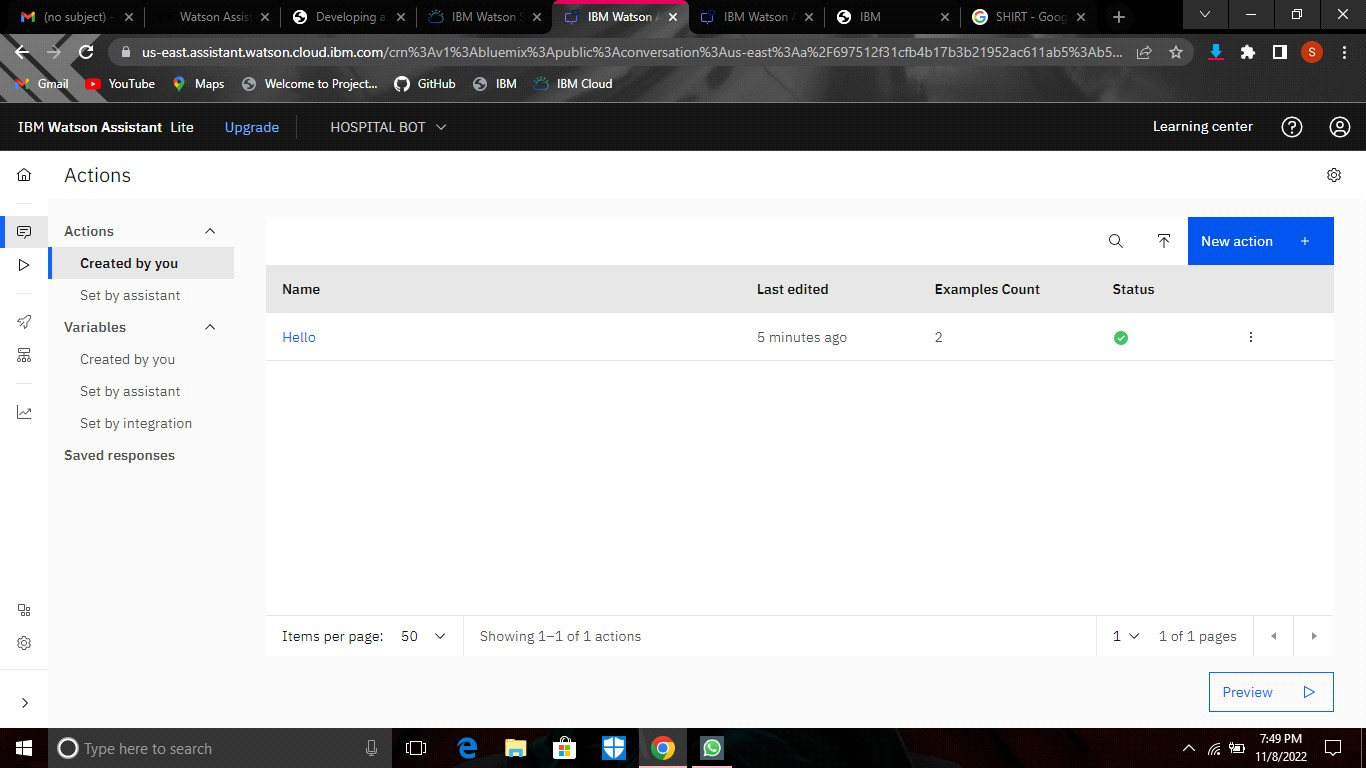 (no subject) -
Watson Assis
Developing a
IBM Watson S
IBM Watson A
IBM Watson A
IBM
SHIRT - Goog
us-east.assistant.watson.cloud.ibm.com/crn%3Av1%3Abluemix%3Apublic%3Aconversation%3Aus-east%3Aa%2F697512f31cfb4b17b3b21952ac611ab5%3Ab5...
S
Gmail
YouTube
Maps
Welcome to Project...
GitHub
IBM
IBM Cloud
IBM Watson Assistant Lite
Upgrade
HOSPITAL BOT
Learning center
Actions
Actions
Created by you
Set by assistant
Variables
Created by you
Set by assistant
Set by integration
Saved responses
New action +
Name Last edited Examples Count Status
Hello 5 minutes ago 2
Items per page: 50 Showing 1–1 of 1 actions 1 1 of 1 pages
Preview
Type here to search
7:49 PM
11/8/2022